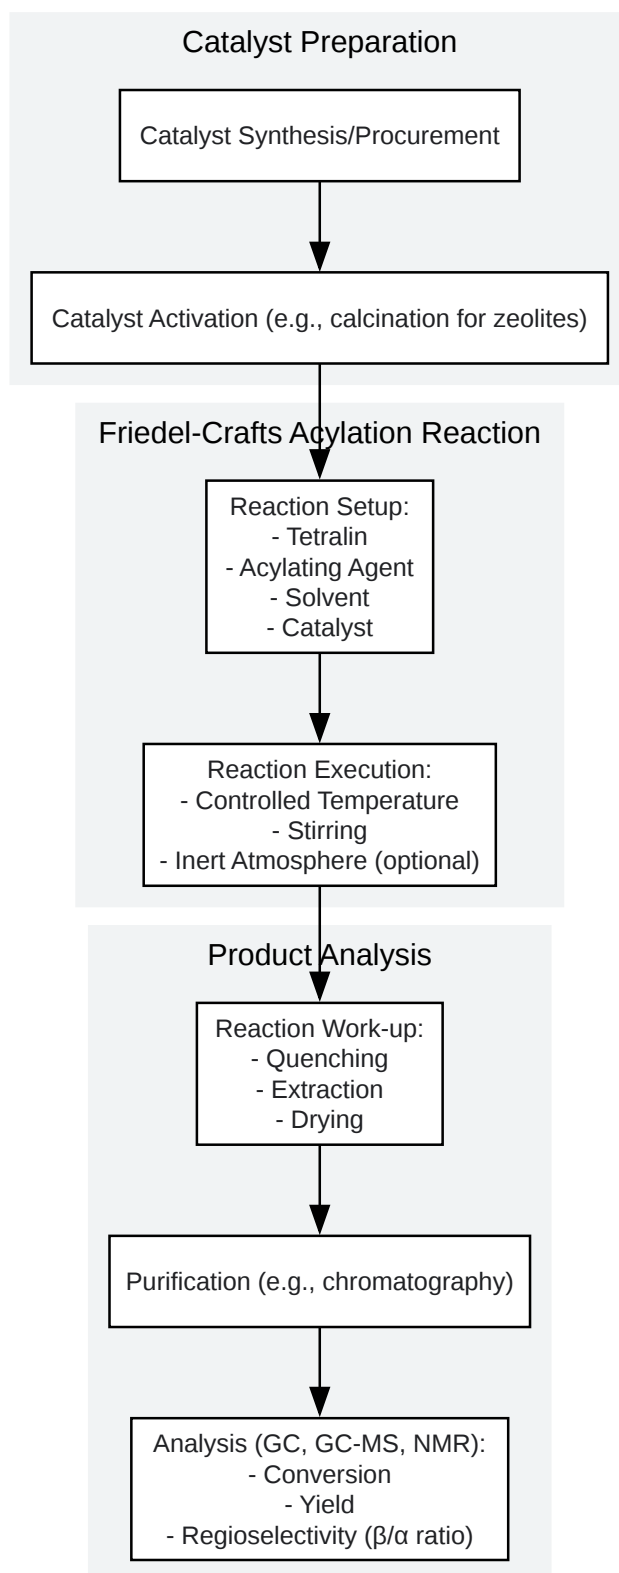 Catalyst Preparation
Catalyst Synthesis/Procurement
Catalyst Activation (e.g., calcination for zeolites)
Friedel-Crafts Acylation Reaction
Reaction Setup:
- Tetralin
- Acylating Agent
- Solvent
- Catalyst
Reaction Execution:
- Controlled Temperature
- Stirring
- Inert Atmosphere (optional)
Product Analysis
Reaction Work-up:
- Quenching
- Extraction
- Drying
Purification (e.g., chromatography)
Analysis (GC, GC-MS, NMR):
- Conversion
- Yield
- Regioselectivity (β/α ratio)